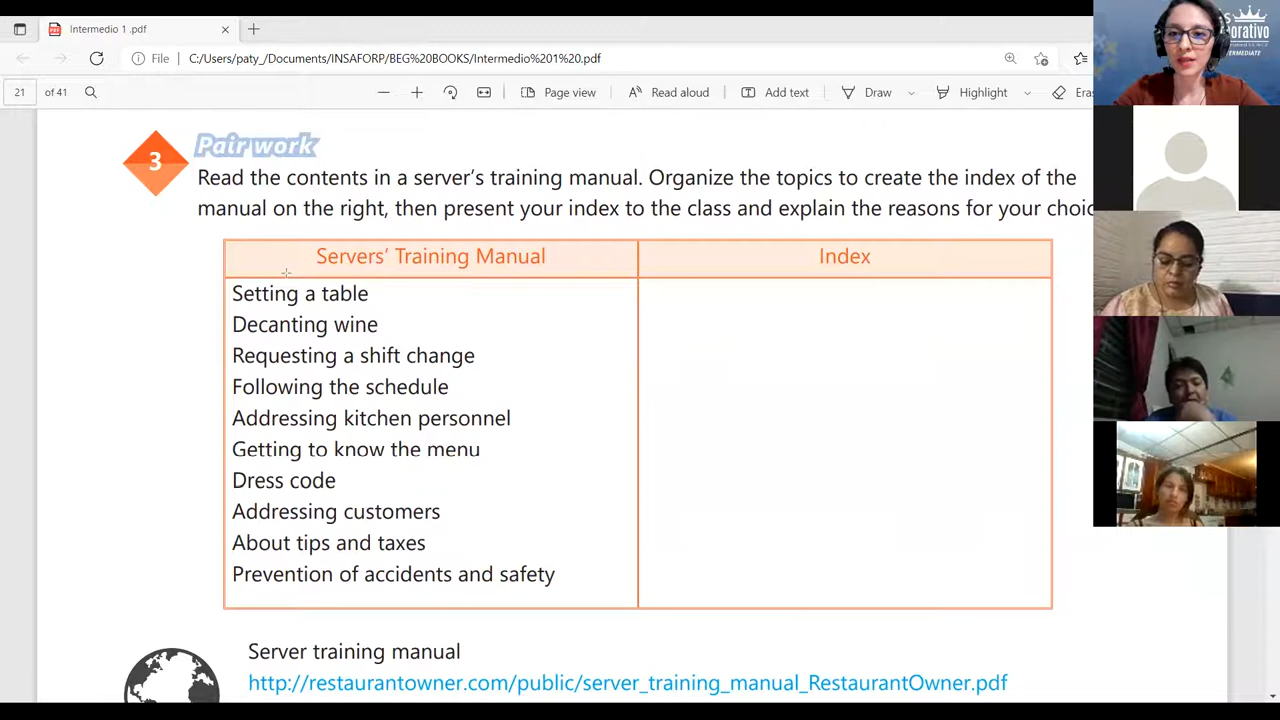 Intermedio 1 .pdf
File
C:/Users/paty_/Documents/INSAFORP/BEG%20BOOKS/Intermedio%201%20.pdf
21 of 41
Page view
Read aloud
Add text
Draw
Highlight
orativo
3
Pair work
Read the contents in a server's training manual. Organize the topics to create the index of the
manual on the right, then present your index to the class and explain the reasons for your choic
Servers' Training Manual
Index
Setting a table
Decanting wine
Requesting a shift change
Following the schedule
Addressing kitchen personnel
Getting to know the menu
Dress code
Addressing customers
About tips and taxes
Prevention of accidents and safety
Server training manual
http://restaurantowner.com/public/server_training_manual_RestaurantOwner.pdf